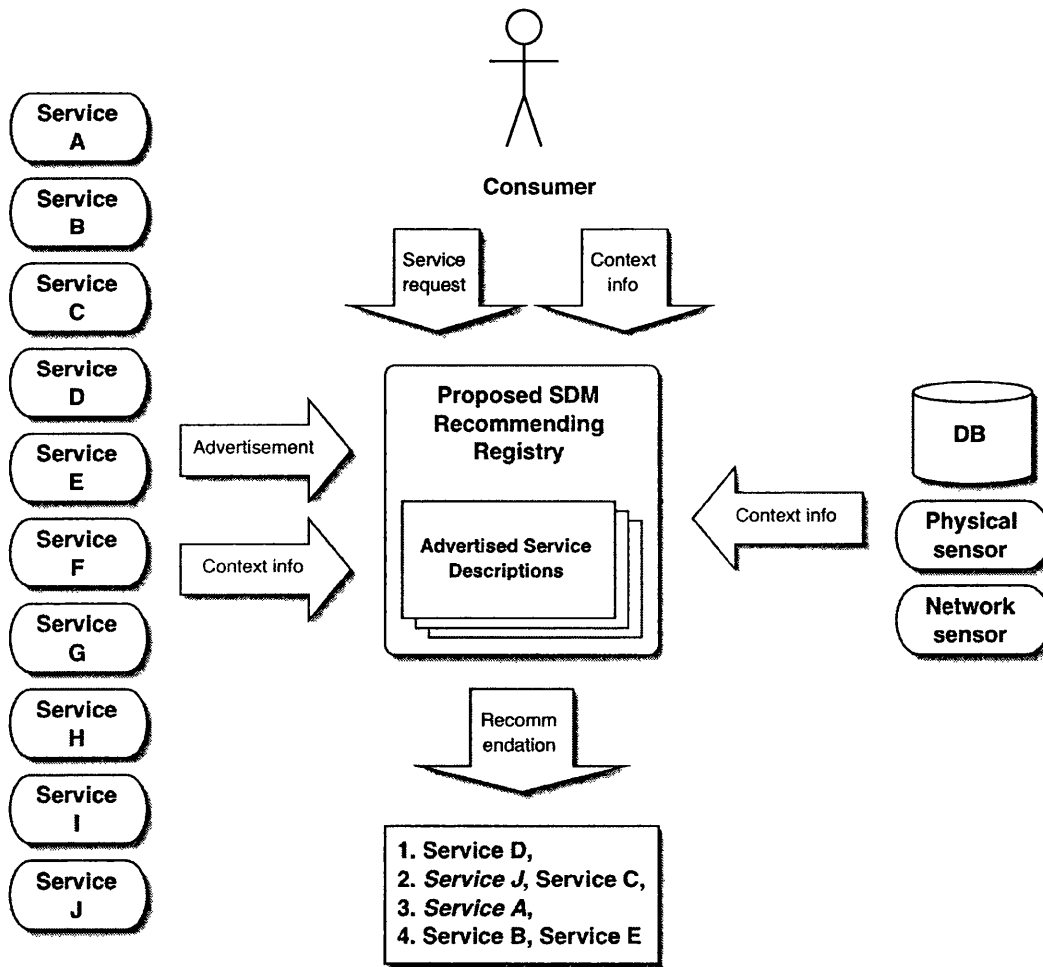 Consumer
Service
request
Context
info
Service
A
Service
B
Service
C
Service
D
Service
E
Service
F
Service
G
Service
H
Service
I
Service
J
Advertisement
Context info
Proposed SDM
Recommending
Registry
Advertised Service
Descriptions
Context info
DB
Physical
sensor
Network
sensor
Recomm
endation
1. Service D,
2. Service J, Service C,
3. Service A,
4. Service B, Service E